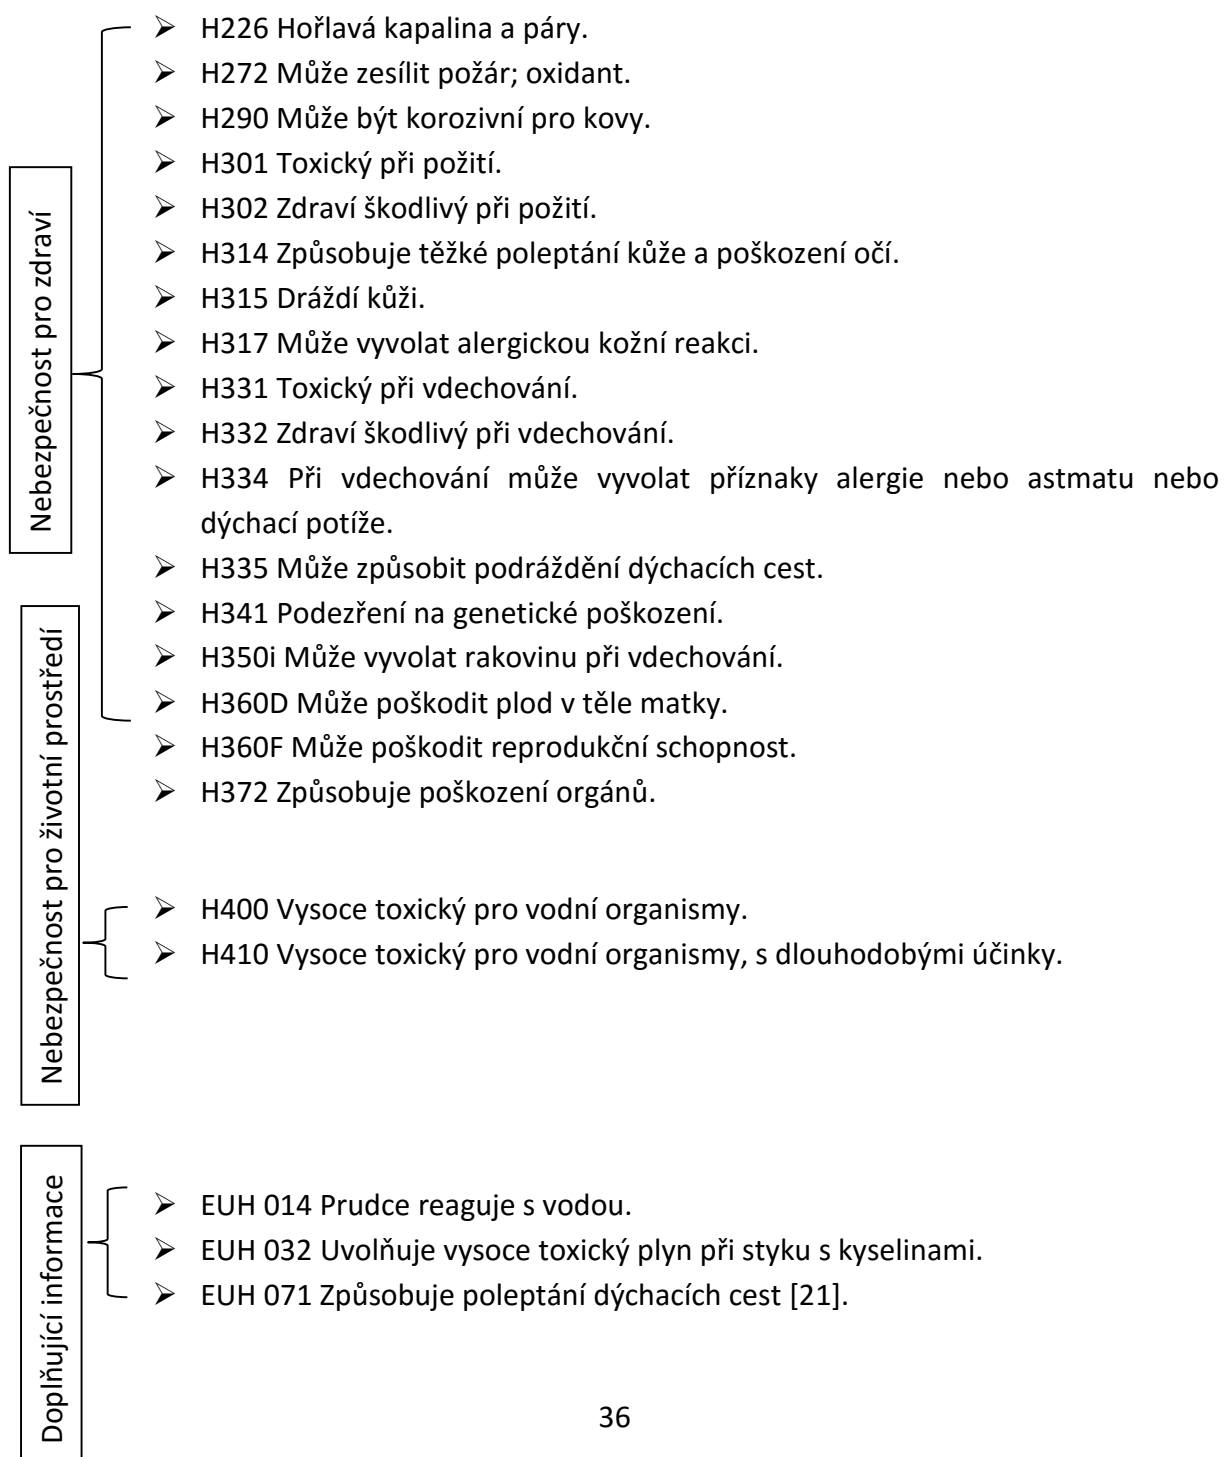 H226 Hořlavá kapalina a páry.
H272 Může zesílit požár; oxidant.
H290 Může být korozivní pro kovy.
H301 Toxický při požití.
H302 Zdraví škodlivý při požití.
H314 Způsobuje těžké poleptání kůže a poškození očí.
H315 Dráždí kůži.
H317 Může vyvolat alergickou kožní reakci.
H331 Toxický při vdechování.
H332 Zdraví škodlivý při vdechování.
H334 Při vdechování může vyvolat příznaky alergie nebo astmatu nebo
dýchací potíže.
H335 Může způsobit podráždění dýchacích cest.
H341 Podezření na genetické poškození.
H350i Může vyvolat rakovinu při vdechování.
H360D Může poškodit plod v těle matky.
H360F Může poškodit reprodukční schopnost.
H372 Způsobuje poškození orgánů.
Nebezpečnost pro zdraví
H400 Vysoce toxický pro vodní organismy.
H410 Vysoce toxický pro vodní organismy, s dlouhodobými účinky.
Nebezpečnost pro životní prostředí
EUH 014 Prudce reaguje s vodou.
EUH 032 Uvolňuje vysoce toxický plyn při styku s kyselinami.
EUH 071 Způsobuje poleptání dýchacích cest [21].
Doplňující informace
36